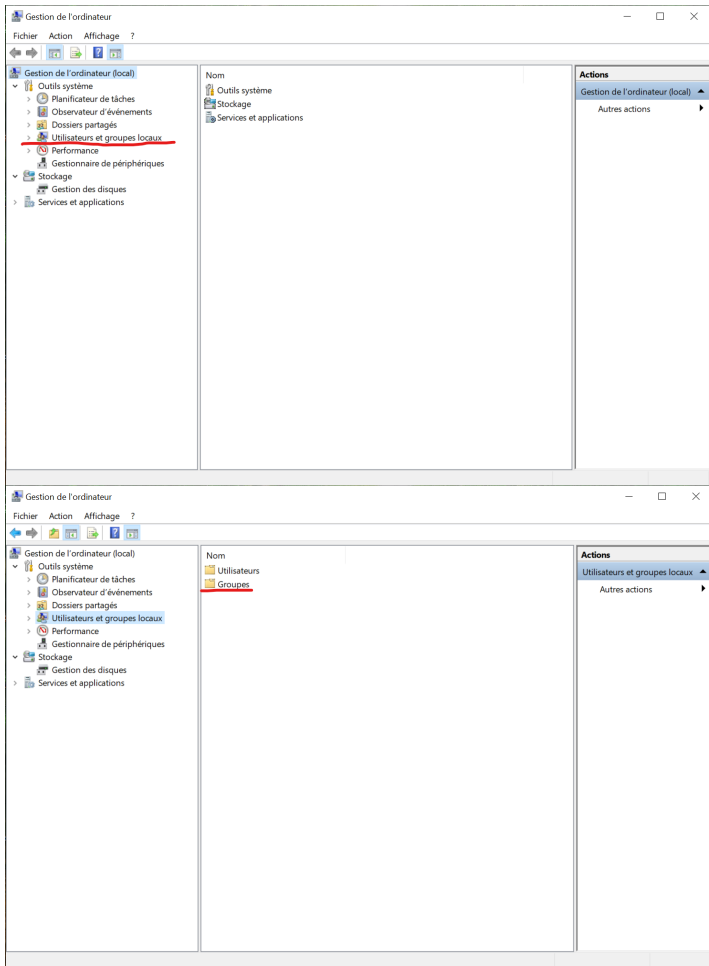 Gestion de l'ordinateur
Fichier Action Affichage ?
Gestion de l'ordinateur (local)
Outils système
Planificateur de tâches
Observateur d'événements
Dossiers partagés
Utilisateurs et groupes locaux
Performance
Gestionnaire de périphériques
Stockage
Gestion des disques
Services et applications
Nom
Outils système
Stockage
Services et applications
Actions
Gestion de l'ordinateur (local)
Autres actions
Gestion de l'ordinateur
Fichier Action Affichage ?
Gestion de l'ordinateur (local)
Outils système
Planificateur de tâches
Observateur d'événements
Dossiers partagés
Utilisateurs et groupes locaux
Performance
Gestionnaire de périphériques
Stockage
Gestion des disques
Services et applications
Nom
Utilisateurs
Groupes
Actions
Utilisateurs et groupes locaux
Autres actions